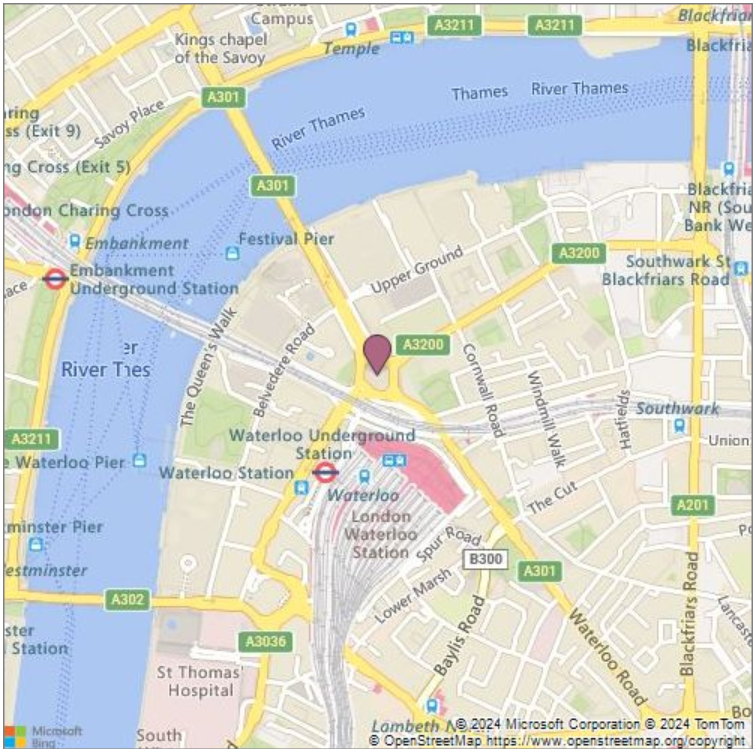 Campus
A3211
A3211
Blackfria
Kings chapel
of the Savoy
Temple
Blackfria
A301
Savoy Place
Thames
River Thames
River Thames
aring
ss (Exit 9)
ng Cross (Exit 5)
A301
Blackfria
NR (Sou
Bank We
ondon Charing Cross
Embankment
Festival Pier
A3200
Upper Ground
Southwark St
Blackfriars Road
Embankment
Underground Station
ace
The Queen's Walk
Belvedere Road
A3200
Cornwall Road
Windmill Walk
Hatfields
er
River Thes
Southwark
A3211
Waterloo Underground
Station
Union
e Waterloo Pier
Waterloo Station
Waterloo
London
Waterloo
Station
The Cut
A201
minster Pier
Spur Road
B300
A301
estminster
Lower Marsh
A302
Baylis Road
Waterloo Road
Blackfriars Road
Lancas
ster
Station
A3036
St Thomas'
Hospital
South
Lambeth No
Bo
Microsoft
Bing
© 2024 Microsoft Corporation © 2024 TomTom
© OpenStreetMap https://www.openstreetmap.org/copyright